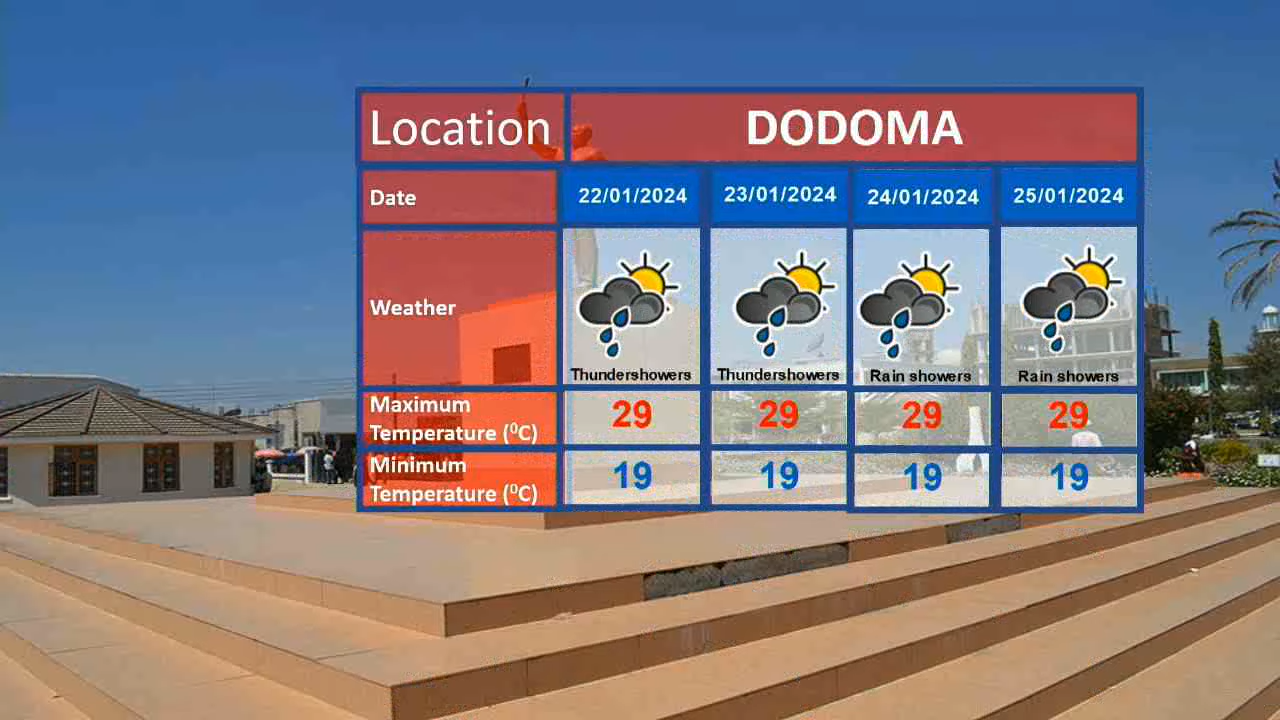 Location DODOMA
Date 22/01/2024 23/01/2024 24/01/2024 25/01/2024
Weather
Thundershowers Thundershowers Rain showers Rain showers
Maximum
Temperature (⁰C) 29 29 29 29
Minimum
Temperature (⁰C) 19 19 19 19